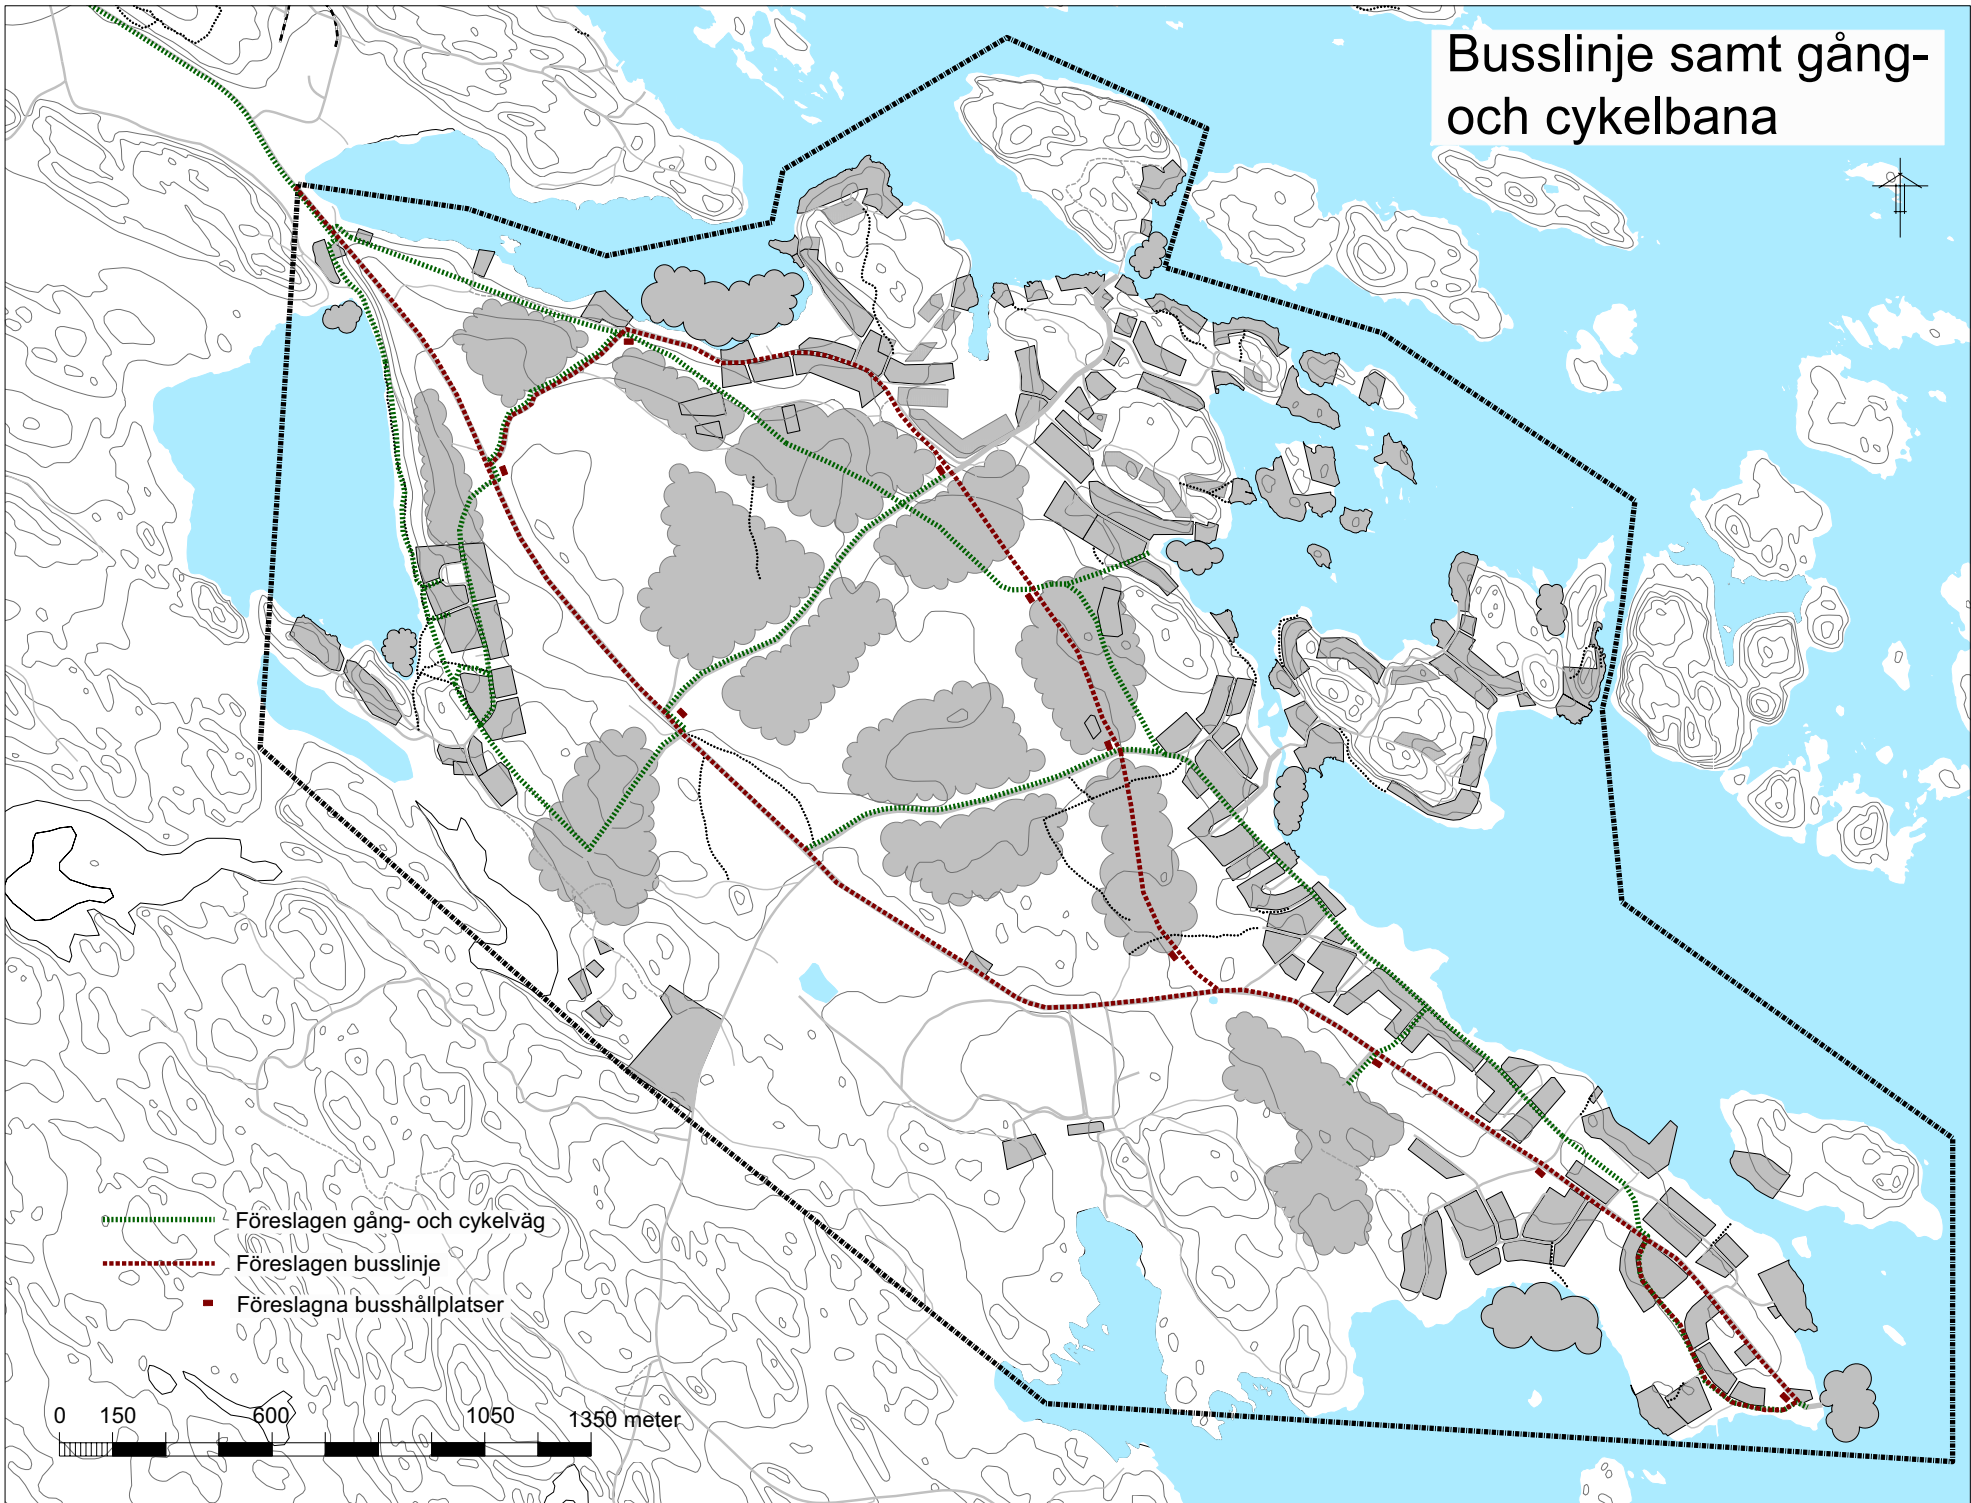 Busslinje samt gång-
och cykelbana
Föreslagen gång- och cykelväg
Föreslagen busslinje
Föreslagna busshållplatser
0 150 600 1050 1350 meter